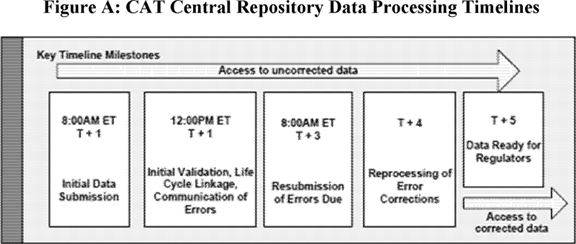 Figure A: CAT Central Repository Data Processing Timelines
Key Timeline Milestones
Access to uncorrected data
8:00AM ET
T + 1
Initial Data
Submission
12:00PM ET
T + 1
Initial Validation, Life
Cycle Linkage,
Communication of
Errors
8:00AM ET
T + 3
Resubmission
of Errors Due
T + 4
Reprocessing of
Error
Corrections
T + 5
Data Ready for
Regulators
Access to
corrected data